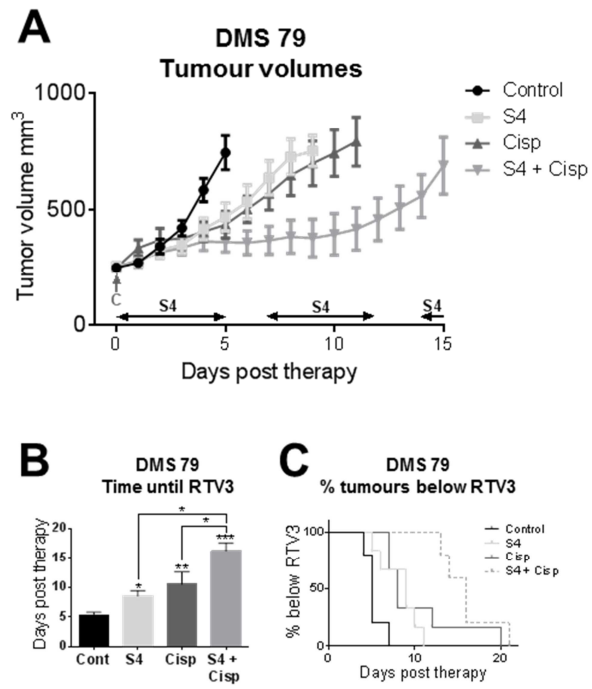 A
DMS 79
Tumour volumes
Tumor volume mm³
1000
500
0
Control
S4
Cisp
S4 + Cisp
C
S4
S4
S4
0
5
10
15
Days post therapy
B
DMS 79
Time until RTV3
Days post therapy
20
15
10
5
0
*
*
*
**
***
Cont
S4
Cisp
S4 +
Cisp
C
DMS 79
% tumours below RTV3
% below RTV3
100
50
0
Control
S4
Cisp
S4 + Cisp
0
10
20
Days post therapy